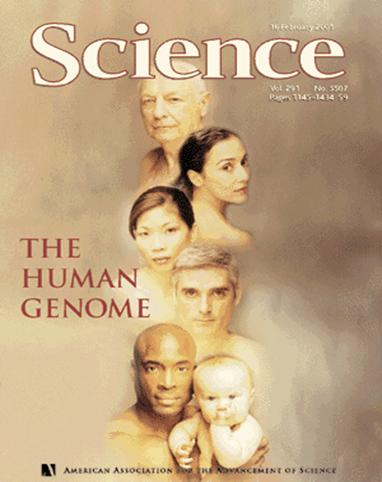 16 February 2001
Science
Vol. 291 No. 5507
Pages 1145–1434 $9
THE
HUMAN
GENOME
AMERICAN ASSOCIATION FOR THE ADVANCEMENT OF SCIENCE